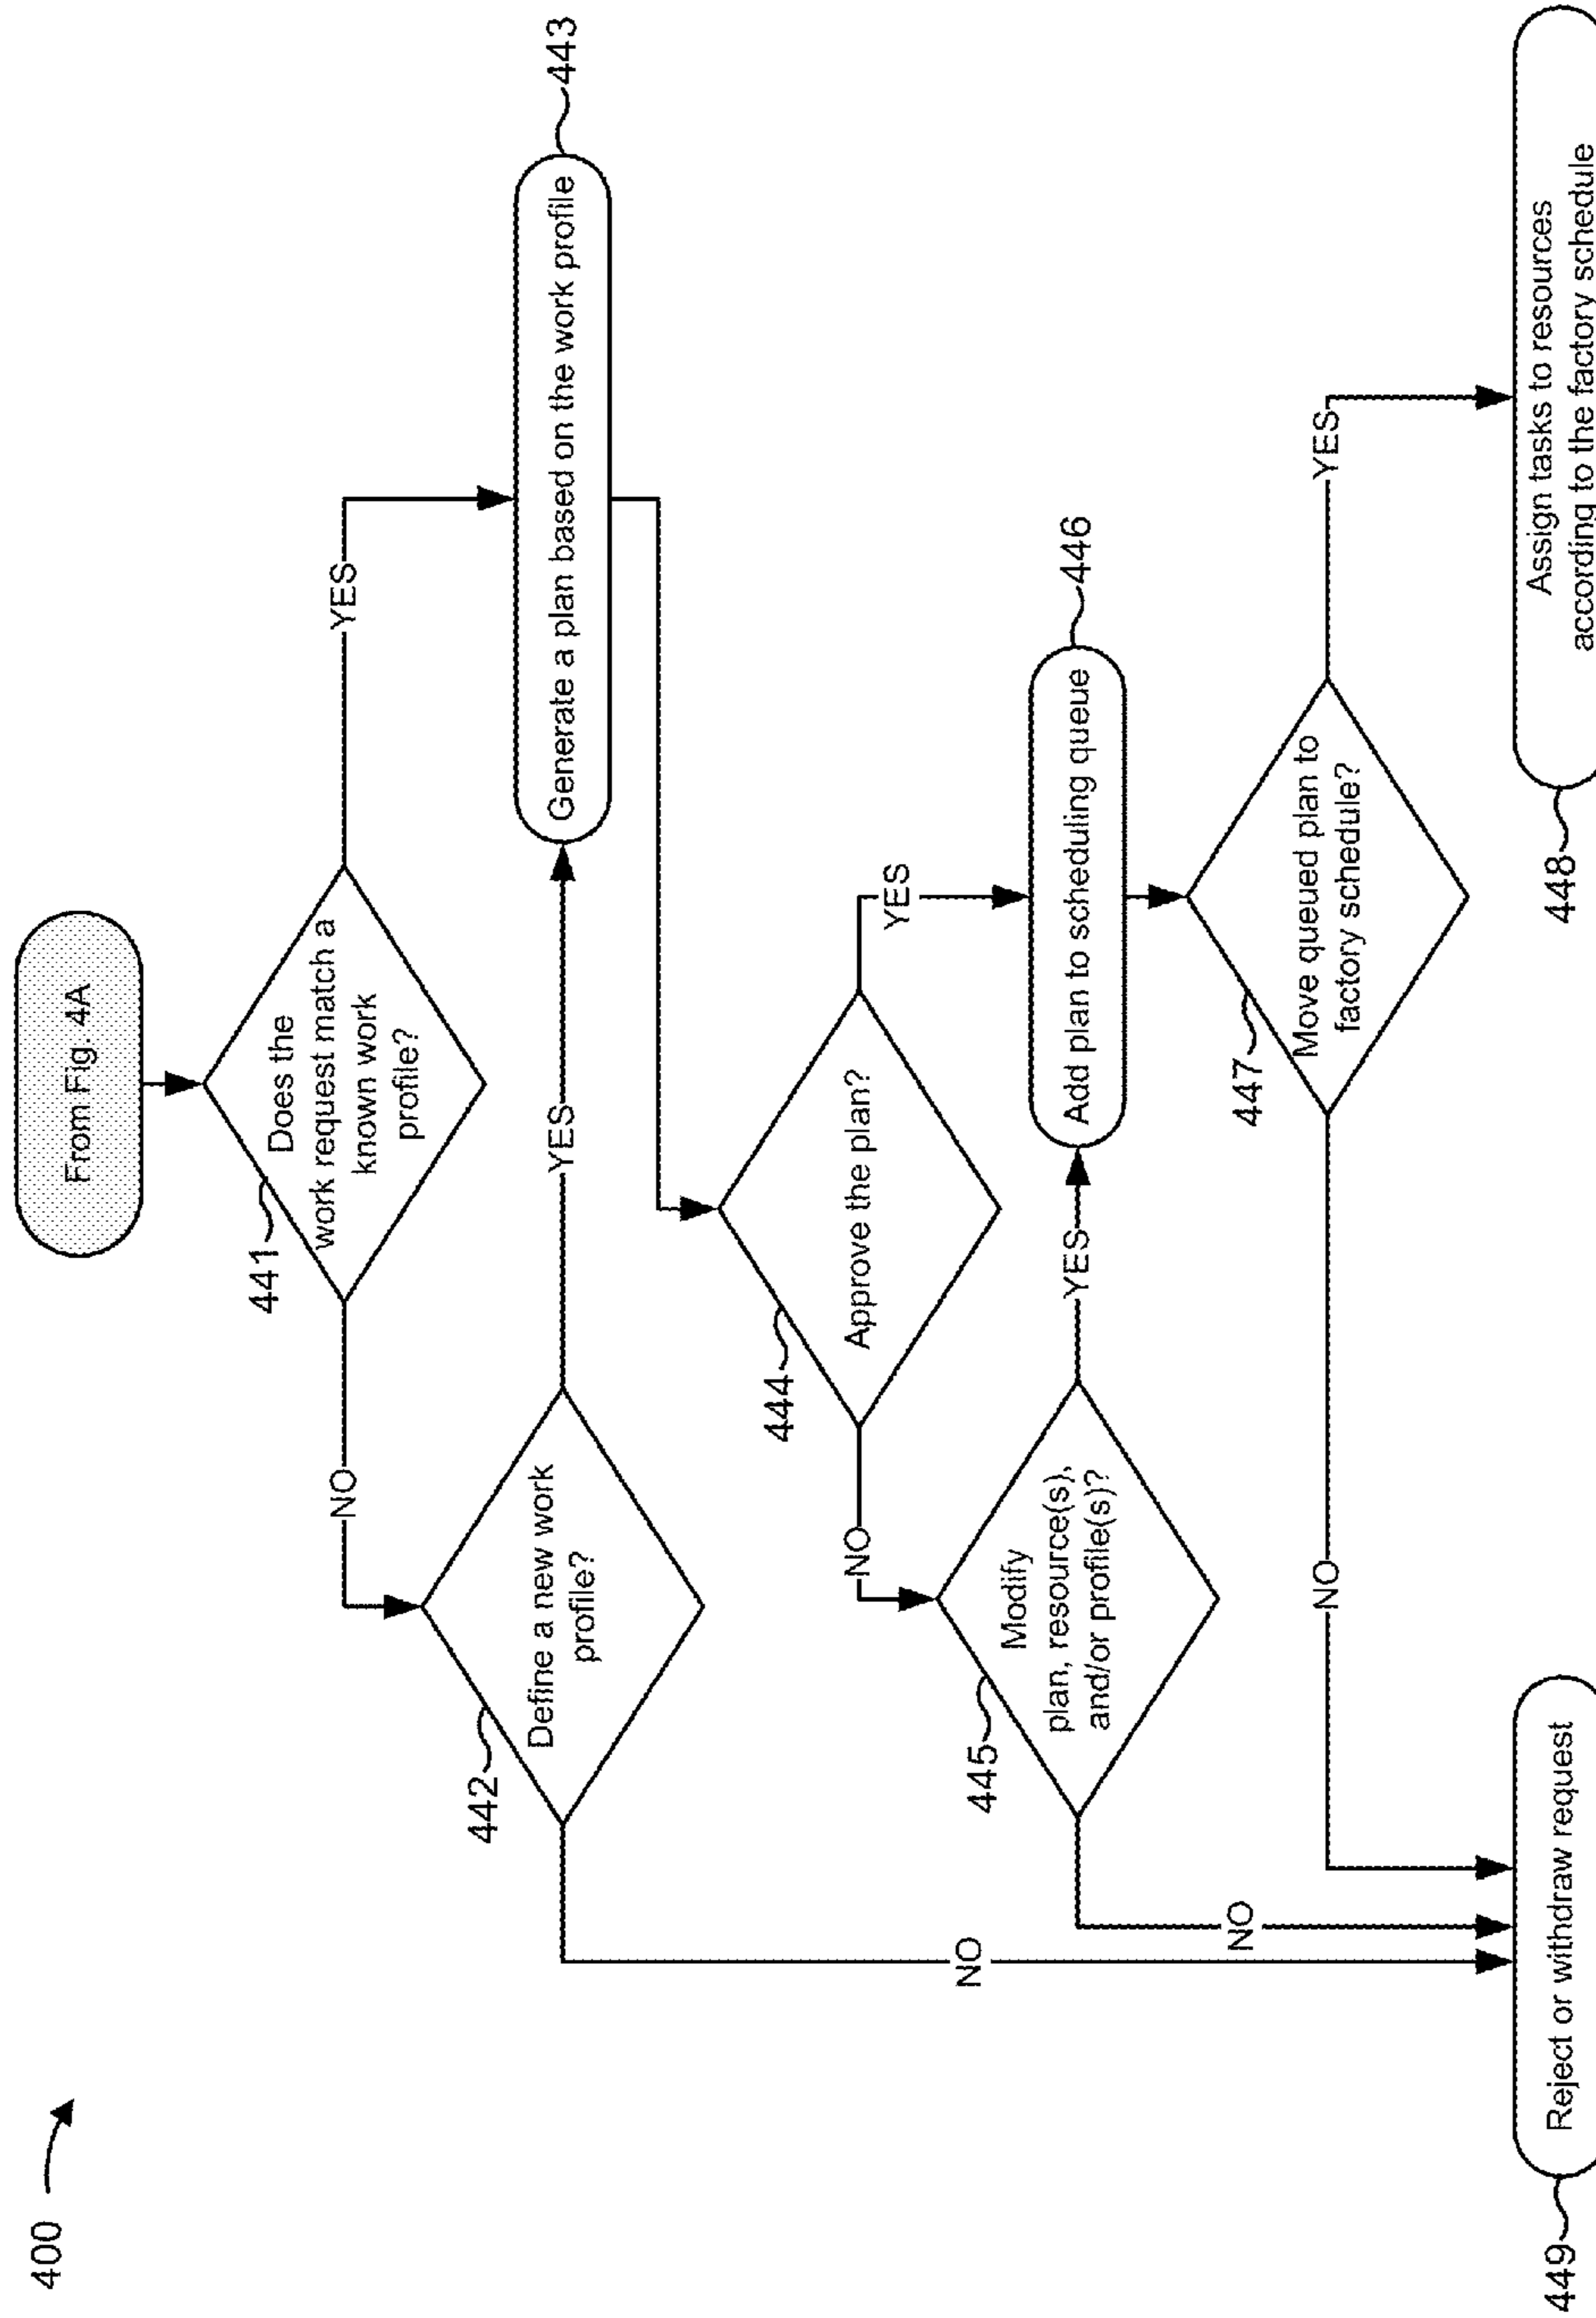 400
From Fig. 4A
441
Does the
work request match a
known work
profile?
NO
YES
442
Define a new work
profile?
YES
443
Generate a plan based on the work profile
NO
444
Approve the plan?
NO
YES
445
Modify
plan, resource(s),
and/or profile(s)?
YES
446
Add plan to scheduling queue
NO
447
Move queued plan to
factory schedule?
NO
YES
449
Reject or withdraw request
448
Assign tasks to resources
according to the factory schedule